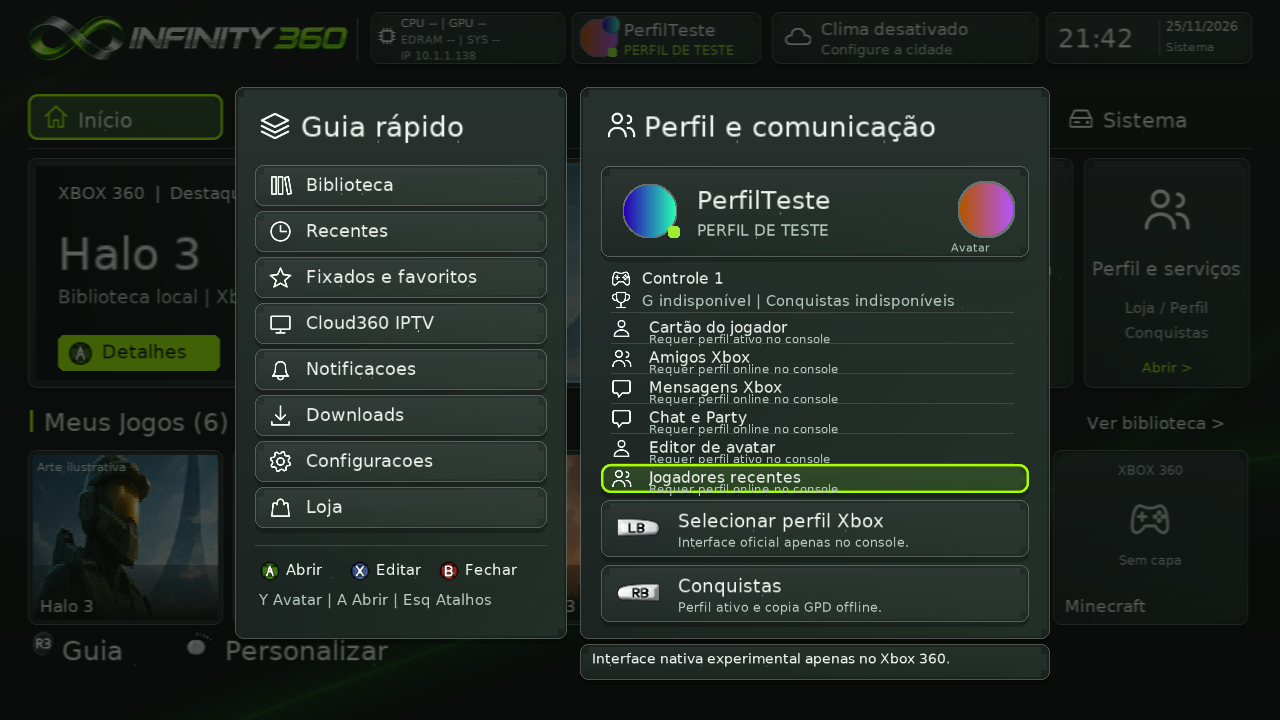 INFINITY 360
CPU -- | GPU --
EDRAM -- | SYS --
IP 10.1.1.138
PerfilTeste
PERFIL DE TESTE
Clima desativado
Configure a cidade
21:42
25/11/2026
Sistema
Início
Sistema
Guia rápido
Biblioteca
Recentes
Fixados e favoritos
Cloud360 IPTV
Notificacoes
Downloads
Configuracoes
Loja
A Abrir
X Editar
B Fechar
Y Avatar | A Abrir | Esq Atalhos
Perfil e comunicação
PerfilTeste
PERFIL DE TESTE
Avatar
Controle 1
G indisponível | Conquistas indisponíveis
Cartão do jogador
Requer perfil ativo no console
Amigos Xbox
Requer perfil online no console
Mensagens Xbox
Requer perfil online no console
Chat e Party
Requer perfil online no console
Editor de avatar
Requer perfil ativo no console
Jogadores recentes
Requer perfil online no console
LB
Selecionar perfil Xbox
Interface oficial apenas no console.
RB
Conquistas
Perfil ativo e copia GPD offline.
Interface nativa experimental apenas no Xbox 360.
XBOX 360 | Destaqu
Halo 3
Biblioteca local | Xb
A Detalhes
Perfil e serviços
Loja / Perfil
Conquistas
Abrir >
Meus Jogos (6)
Ver biblioteca >
Arte ilustrativa
Halo 3
3
XBOX 360
Sem capa
Minecraft
R3 Guia
Personalizar